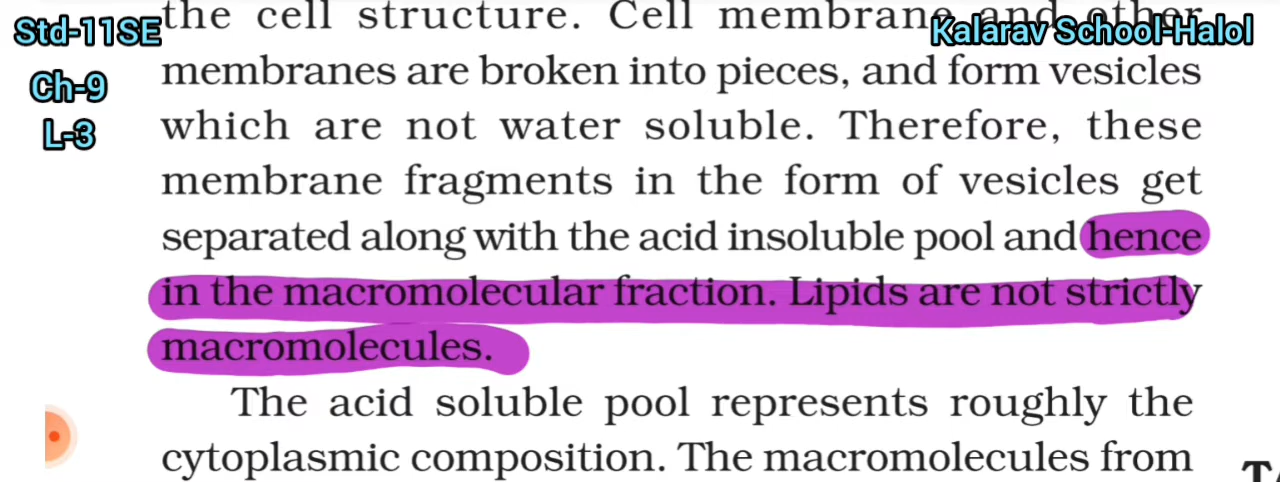 the cell structure. Cell membrane and other
Std-11SE
Kalarav School-Halol
membranes are broken into pieces, and form vesicles
Ch-9
which are not water soluble. Therefore, these
L-3
membrane fragments in the form of vesicles get
separated along with the acid insoluble pool and hence
in the macromolecular fraction. Lipids are not strictly
macromolecules.
The acid soluble pool represents roughly the
cytoplasmic composition. The macromolecules from